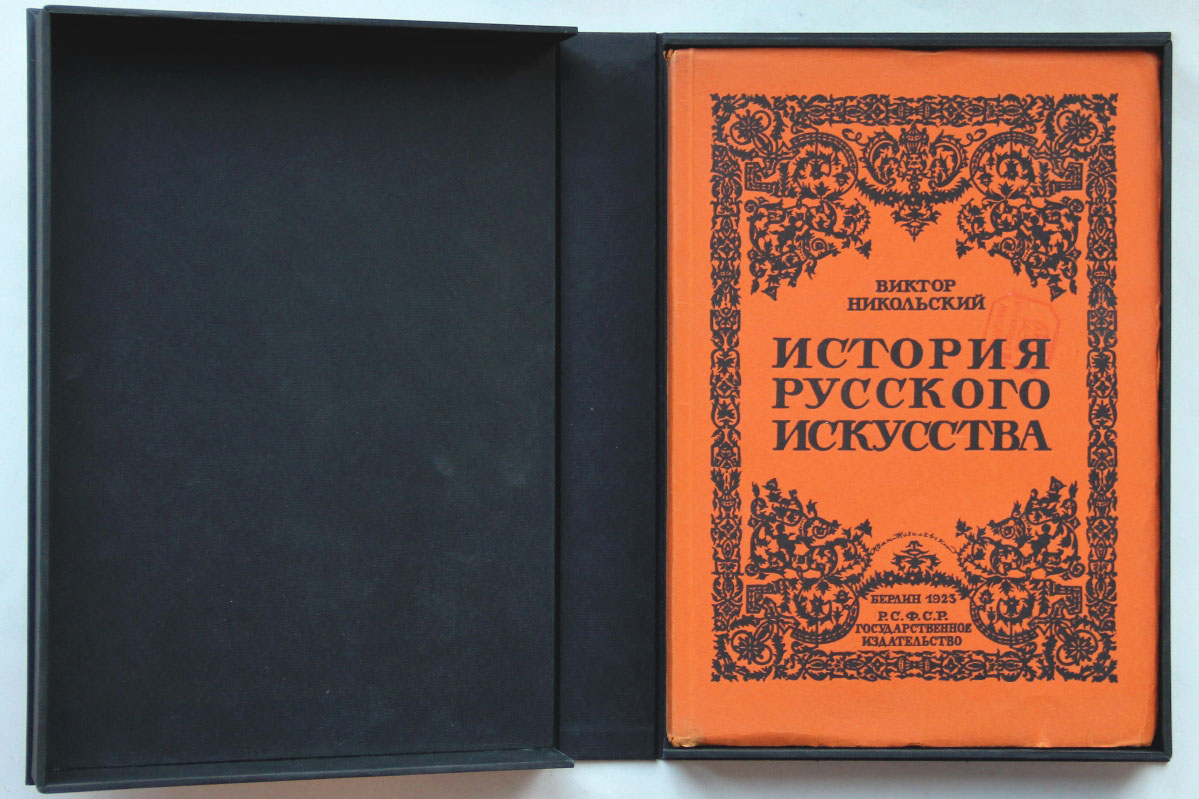 ВИКТОР
НИКОЛЬСКИЙ
ИСТОРИЯ
РУССКОГО
ИСКУССТВА
БЕРЛИН 1923
Р.С.Ф.С.Р.
ГОСУДАРСТВЕННОЕ
ИЗДАТЕЛЬСТВО